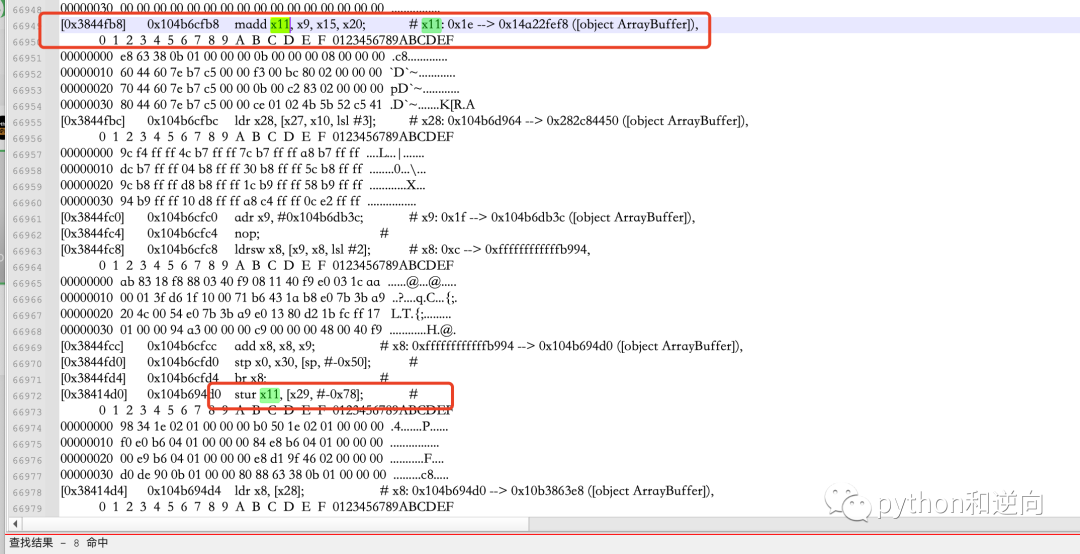 66948 00000030 00 00 00 00 00 00 00 00 00 00 00 00 00 00 00 00 ................
66949 [0x3844fb8] 0x104b6cfb8 madd x11, x9, x15, x20; # x11: 0x1e --> 0x14a22fef8 ([object ArrayBuffer]),
66950 0 1 2 3 4 5 6 7 8 9 A B C D E F 0123456789ABCDEF
66951 00000000 e8 63 38 0b 01 00 00 00 0b 00 00 00 08 00 00 00 .c8.............
66952 00000010 60 44 60 7e b7 c5 00 00 f3 00 bc 80 02 00 00 00 `D`~............
66953 00000020 70 44 60 7e b7 c5 00 00 0b 00 c2 83 02 00 00 00 pD`~............
66954 00000030 80 44 60 7e b7 c5 00 00 ce 01 02 4b 5b 52 c5 41 .D`~.......K[R.A
66955 [0x3844fbc] 0x104b6cfbc ldr x28, [x27, x10, lsl #3]; # x28: 0x104b6d964 --> 0x282c84450 ([object ArrayBuffer]),
66956 0 1 2 3 4 5 6 7 8 9 A B C D E F 0123456789ABCDEF
66957 00000000 9c f4 ff ff 4c b7 ff ff 7c b7 ff ff a8 b7 ff ff ....L...|.......
66958 00000010 dc b7 ff ff 04 b8 ff ff 30 b8 ff ff 5c b8 ff ff ........0...\...
66959 00000020 9c b8 ff ff d8 b8 ff ff 1c b9 ff ff 58 b9 ff ff ............X...
66960 00000030 94 b9 ff ff 10 d8 ff ff a8 c4 ff ff 0c e2 ff ff ................
66961 [0x3844fc0] 0x104b6cfc0 adr x9, #0x104b6db3c; # x9: 0x1f --> 0x104b6db3c ([object ArrayBuffer]),
66962 [0x3844fc4] 0x104b6cfc4 nop; #
66963 [0x3844fc8] 0x104b6cfc8 ldrsw x8, [x9, x8, lsl #2]; # x8: 0xc --> 0xffffffffffffb994,
66964 0 1 2 3 4 5 6 7 8 9 A B C D E F 0123456789ABCDEF
66965 00000000 ab 83 18 f8 88 03 40 f9 08 11 40 f9 e0 03 1c aa ......@...@.....
66966 00000010 00 01 3f d6 1f 10 00 71 b6 43 1a b8 e0 7b 3b a9 ..?....q.C...{;.
66967 00000020 20 4c 00 54 e0 7b 3b a9 e0 13 80 d2 1b fc ff 17 L.T.{;.........
66968 00000030 01 00 00 94 a3 00 00 00 c9 00 00 00 48 00 40 f9 ............H.@.
66969 [0x3844fcc] 0x104b6cfcc add x8, x8, x9; # x8: 0xffffffffffffb994 --> 0x104b694d0 ([object ArrayBuffer]),
66970 [0x3844fd0] 0x104b6cfd0 stp x0, x30, [sp, #-0x50]; #
66971 [0x3844fd4] 0x104b6cfd4 br x8; #
66972 [0x38414d0] 0x104b694d0 stur x11, [x29, #-0x78]; #
66973 0 1 2 3 4 5 6 7 8 9 A B C D E F 0123456789ABCDEF
66974 00000000 98 34 1e 02 01 00 00 00 b0 50 1e 02 01 00 00 00 .4.......P......
66975 00000010 f0 e0 b6 04 01 00 00 00 84 e8 b6 04 01 00 00 00 ................
66976 00000020 00 e9 b6 04 01 00 00 00 e8 d1 9f 46 02 00 00 00 ...........F....
66977 00000030 d0 de 90 0b 01 00 00 80 88 63 38 0b 01 00 00 00 .........c8.....
66978 [0x38414d4] 0x104b694d4 ldr x8, [x28]; # x8: 0x104b694d0 --> 0x10b3863e8 ([object ArrayBuffer]),
66979 0 1 2 3 4 5 6 7 8 9 A B C D E F 0123456789ABCDEF
python和逆向
查找结果 - 8 命中